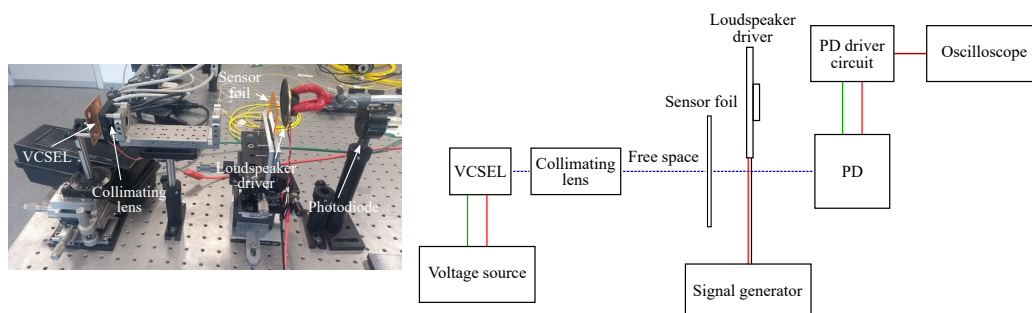 Sensor
foil
VCSEL
Collimating
lens
Loudspeaker
driver
Photodiode
Loudspeaker
driver
PD driver
circuit
Oscilloscope
Sensor foil
VCSEL
Collimating
lens
Free space
PD
Voltage source
Signal generator